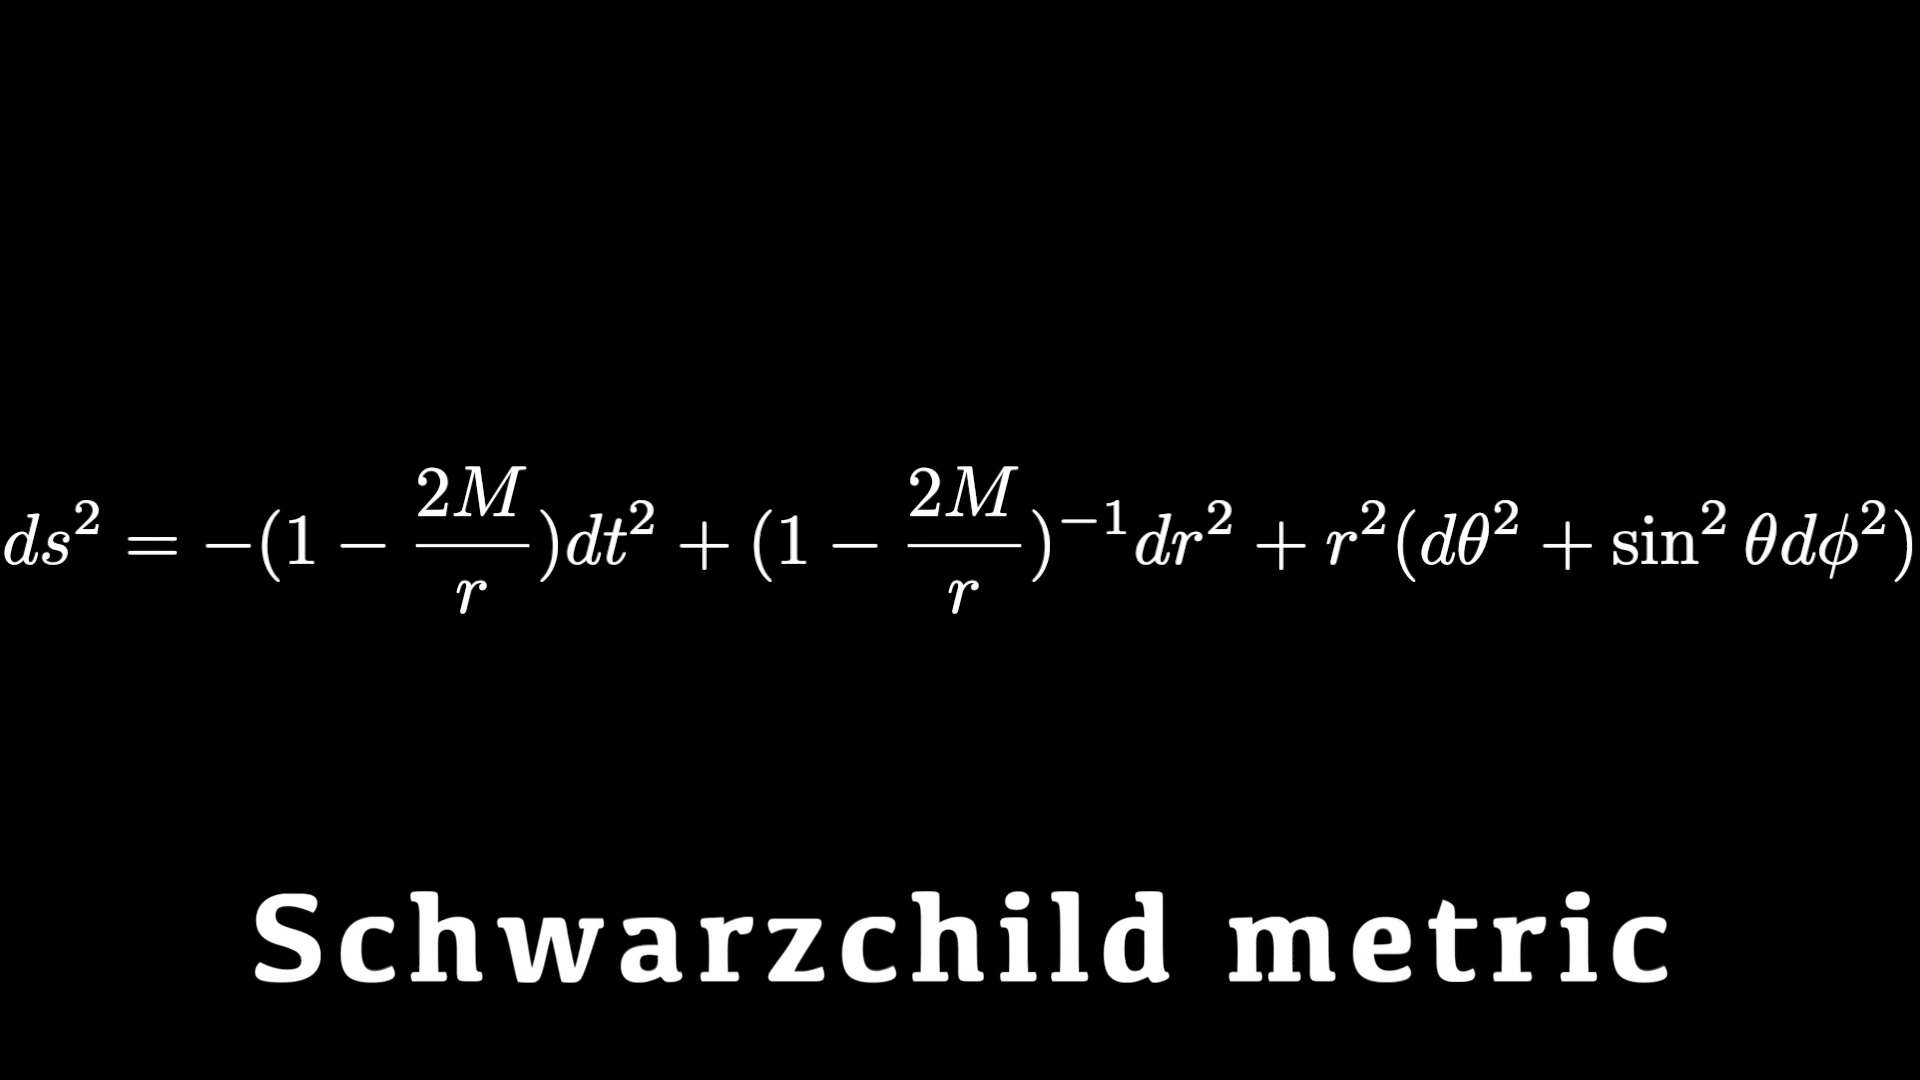 ds² = −(1 − 2M/r)dt² + (1 − 2M/r)⁻¹dr² + r²(dθ² + sin² θdϕ²)
Schwarzchild metric